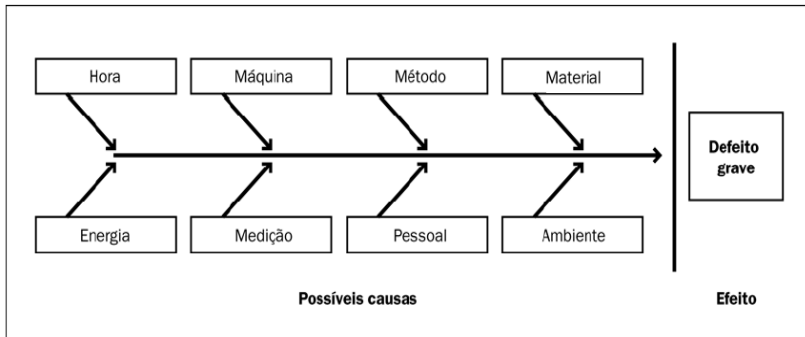 Hora
Máquina
Método
Material
Defeito
grave
Energia
Medição
Pessoal
Ambiente
Possíveis causas
Efeito